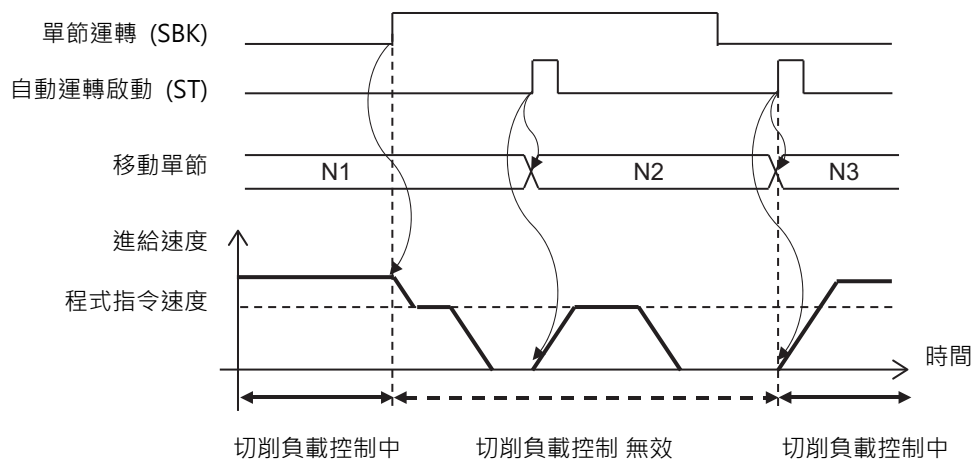 單節運轉 (SBK)
自動運轉啟動 (ST)
移動單節 N1 N2 N3
進給速度
程式指令速度
時間
切削負載控制中 切削負載控制 無效 切削負載控制中